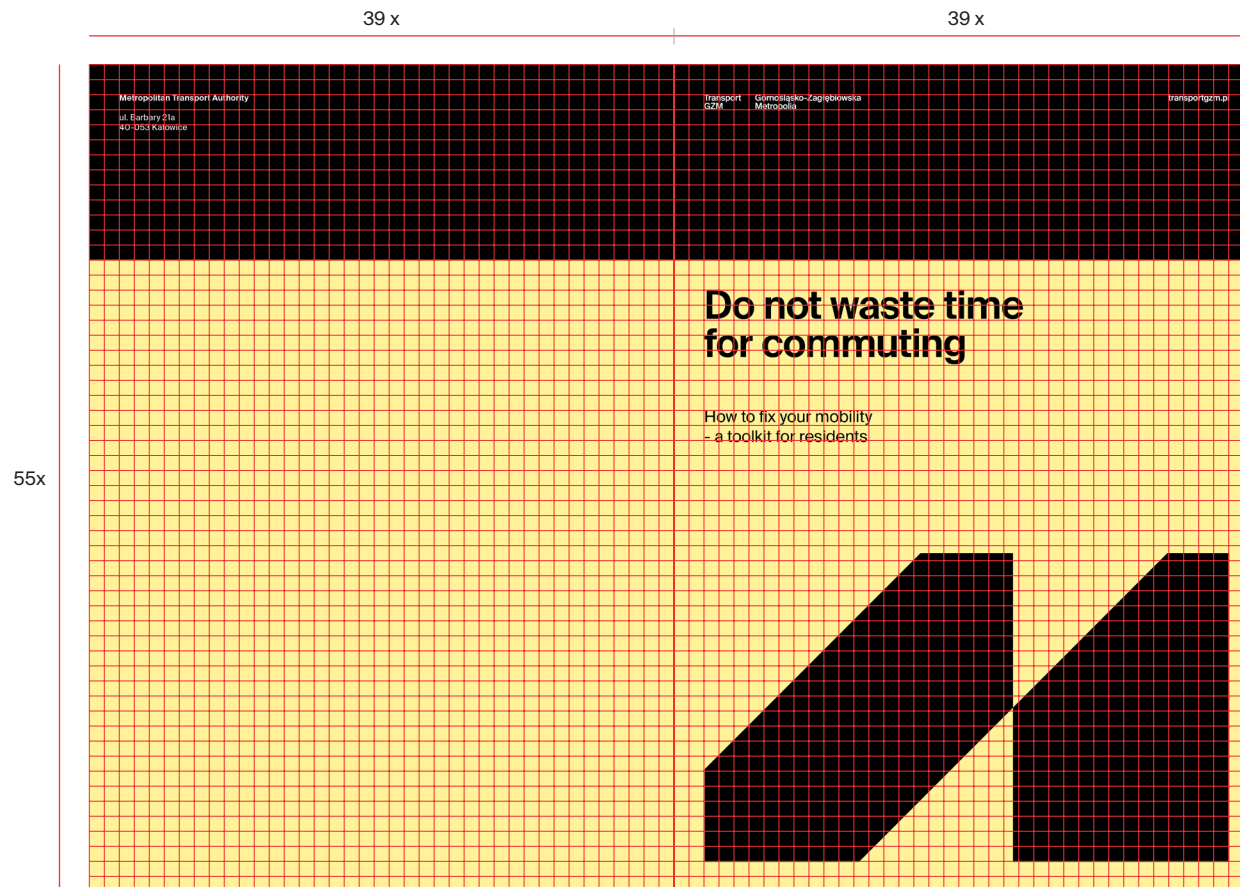 39 x
39 x
55x
Metropolitan Transport Authority
ul. Barbary 21a
40-053 Katowice
Transport
GZM
Górnośląsko-Zagłębiowska
Metropolia
transportgzm.p
Do not waste time
for commuting
How to fix your mobility
- a toolkit for residents